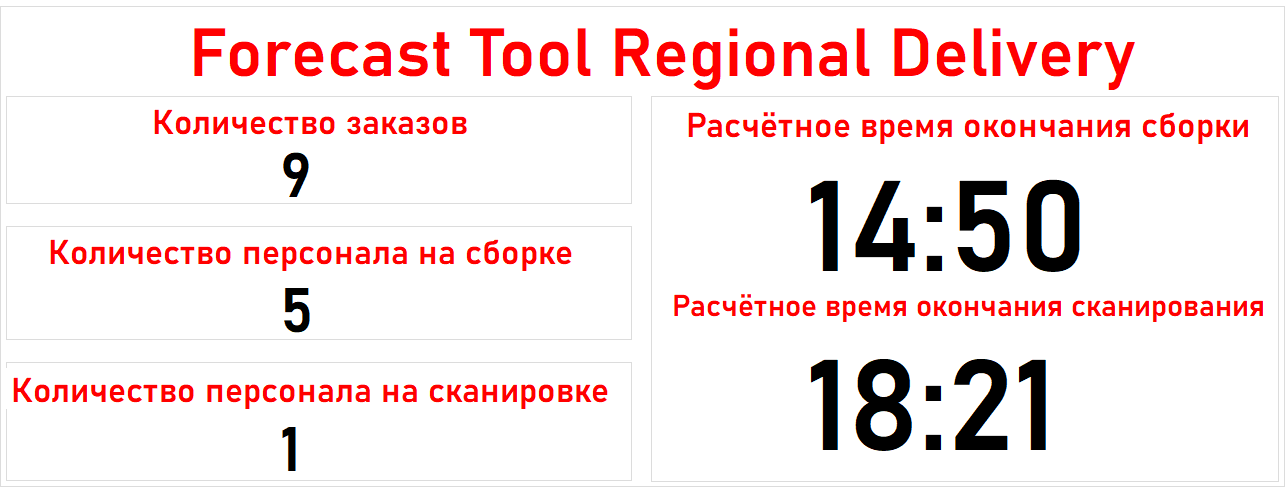 Forecast Tool Regional Delivery
Количество заказов
9
Количество персонала на сборке
5
Количество персонала на сканировке
1
Расчётное время окончания сборки
14:50
Расчётное время окончания сканирования
18:21